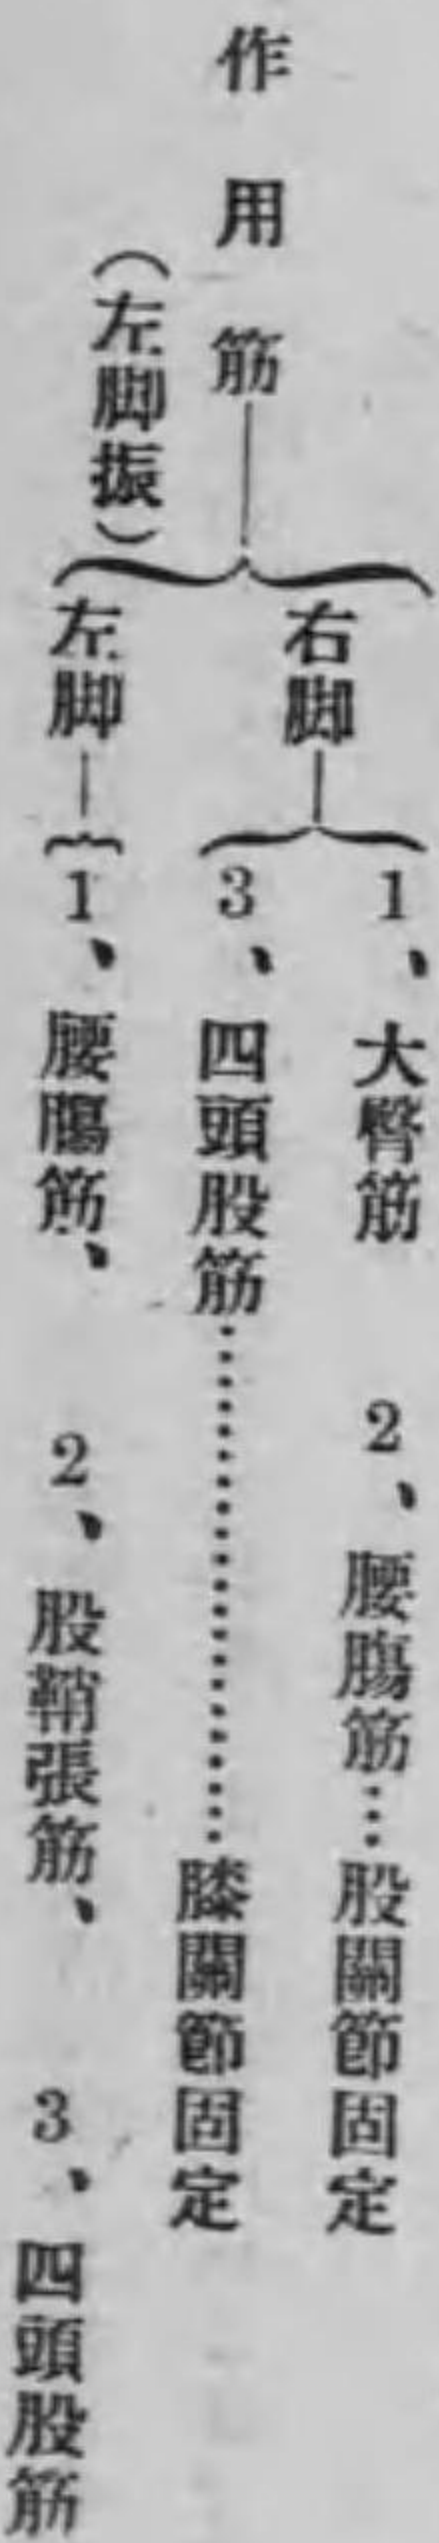 作用筋
(左脚振)
右脚
1、大臀筋 2、腰膓筋…股關節固定
3、四頭股筋…………………膝關節固定
左脚
1、腰膓筋、 2、股鞘張筋、 3、四頭股筋